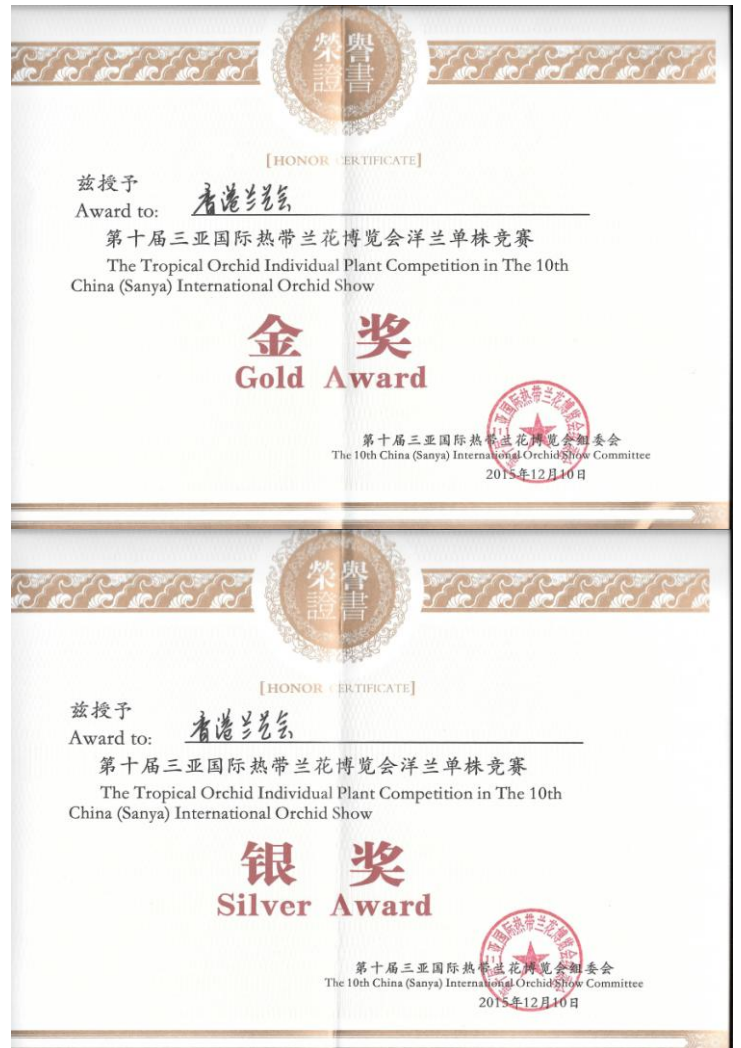 榮譽
證書
[HONOR CERTIFICATE]
兹授予
Award to: 香港兰艺会
第十届三亚国际热带兰花博览会洋兰单株竞赛
The Tropical Orchid Individual Plant Competition in The 10th
China (Sanya) International Orchid Show
金 奖
Gold Award
第十届三亚国际热带兰花博览会组委会
The 10th China (Sanya) International Orchid Show Committee
2015年12月10日
榮譽
證書
[HONOR CERTIFICATE]
兹授予
Award to: 香港兰艺会
第十届三亚国际热带兰花博览会洋兰单株竞赛
The Tropical Orchid Individual Plant Competition in The 10th
China (Sanya) International Orchid Show
银 奖
Silver Award
第十届三亚国际热带兰花博览会组委会
The 10th China (Sanya) International Orchid Show Committee
2015年12月10日